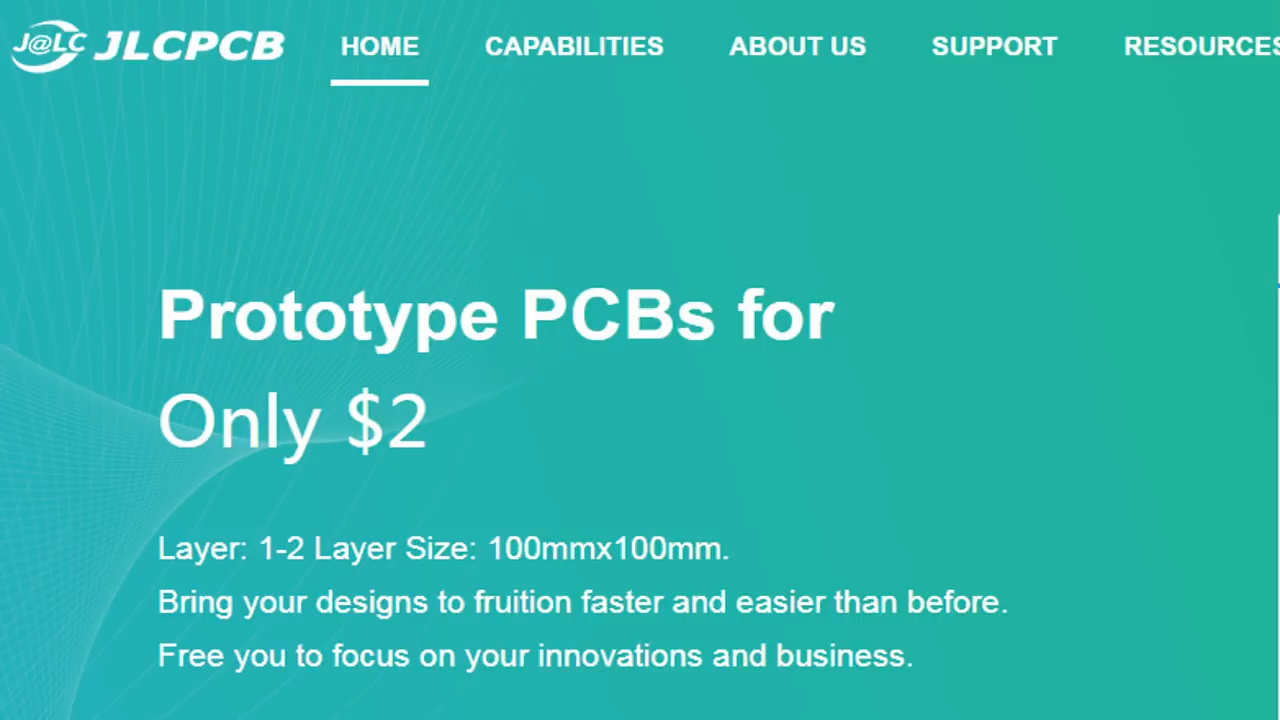 J@LC JLCPCB HOME CAPABILITIES ABOUT US SUPPORT RESOURCES
Prototype PCBs for
Only $2
Layer: 1-2 Layer Size: 100mmx100mm.
Bring your designs to fruition faster and easier than before.
Free you to focus on your innovations and business.